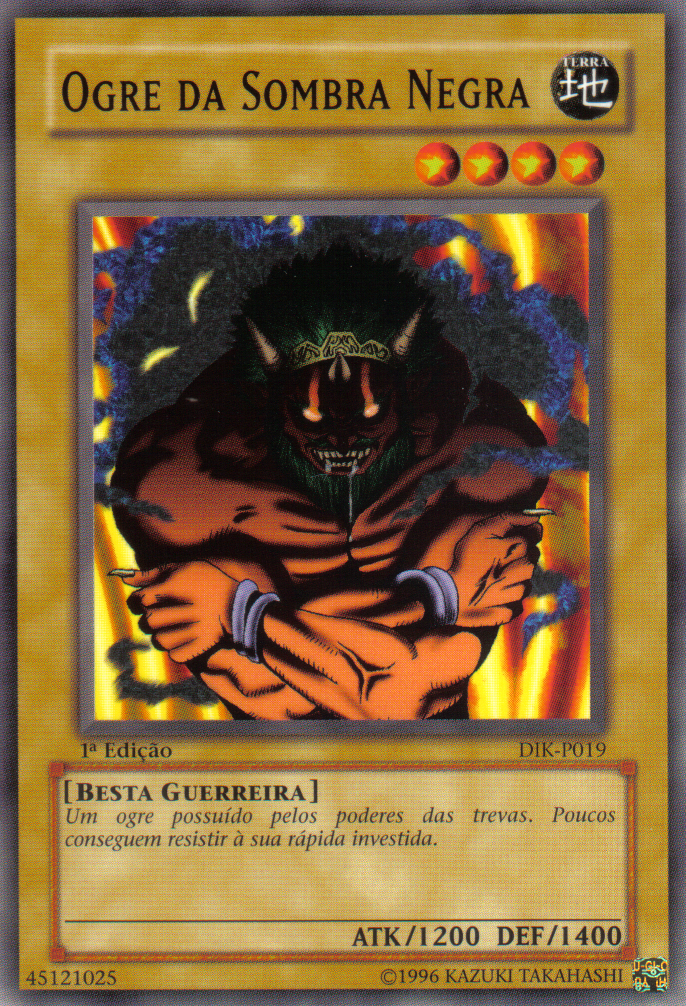 OGRE DA SOMBRA NEGRA
TERRA
地
1ª Edição
DIK-P019
[BESTA GUERREIRA]
Um ogre possuído pelos poderes das trevas. Poucos
conseguem resistir à sua rápida investida.
ATK/1200 DEF/1400
45121025
©1996 KAZUKI TAKAHASHI